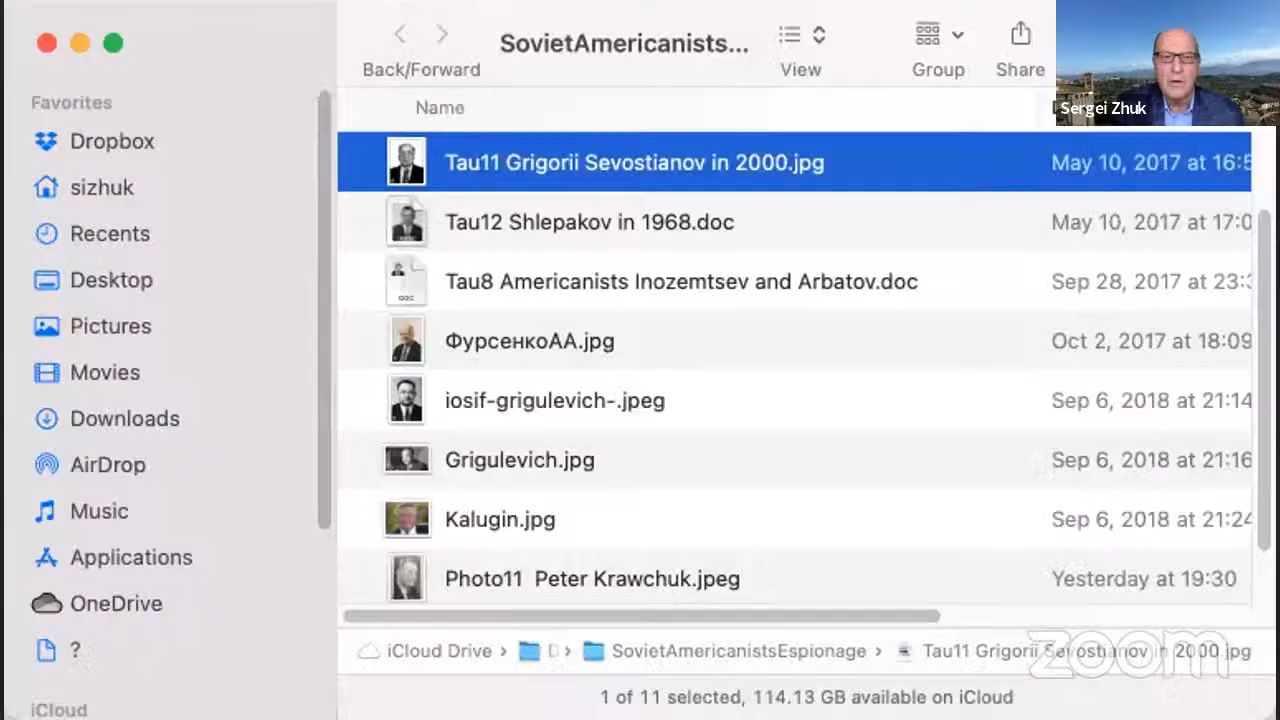 SovietAmericanists...
Back/Forward
View
Group
Share
Sergei Zhuk
Favorites
Dropbox
sizhuk
Recents
Desktop
Pictures
Movies
Downloads
AirDrop
Music
Applications
OneDrive
?
iCloud
Name
Tau11 Grigorii Sevostianov in 2000.jpg May 10, 2017 at 16:5
Tau12 Shlepakov in 1968.doc May 10, 2017 at 17:0
Tau8 Americanists Inozemtsev and Arbatov.doc Sep 28, 2017 at 23:
DOC
ФурсенкоАА.jpg Oct 2, 2017 at 18:09
iosif-grigulevich-.jpeg Sep 6, 2018 at 21:14
Grigulevich.jpg Sep 6, 2018 at 21:16
Kalugin.jpg Sep 6, 2018 at 21:24
Photo11 Peter Krawchuk.jpeg Yesterday at 19:30
iCloud Drive › D › SovietAmericanistsEspionage › Tau11 Grigorii Sevostianov in 2000.jpg
zoom
1 of 11 selected, 114.13 GB available on iCloud